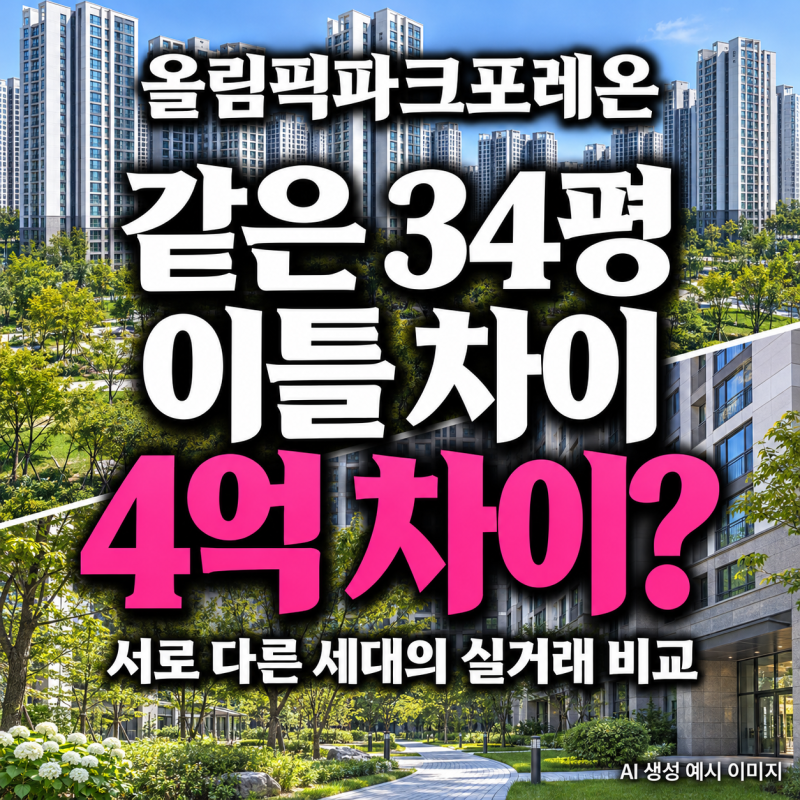 올림픽파크포레온
같은 34평
이틀 차이
4억 차이?
서로 다른 세대의 실거래 비교
AI 생성 예시 이미지